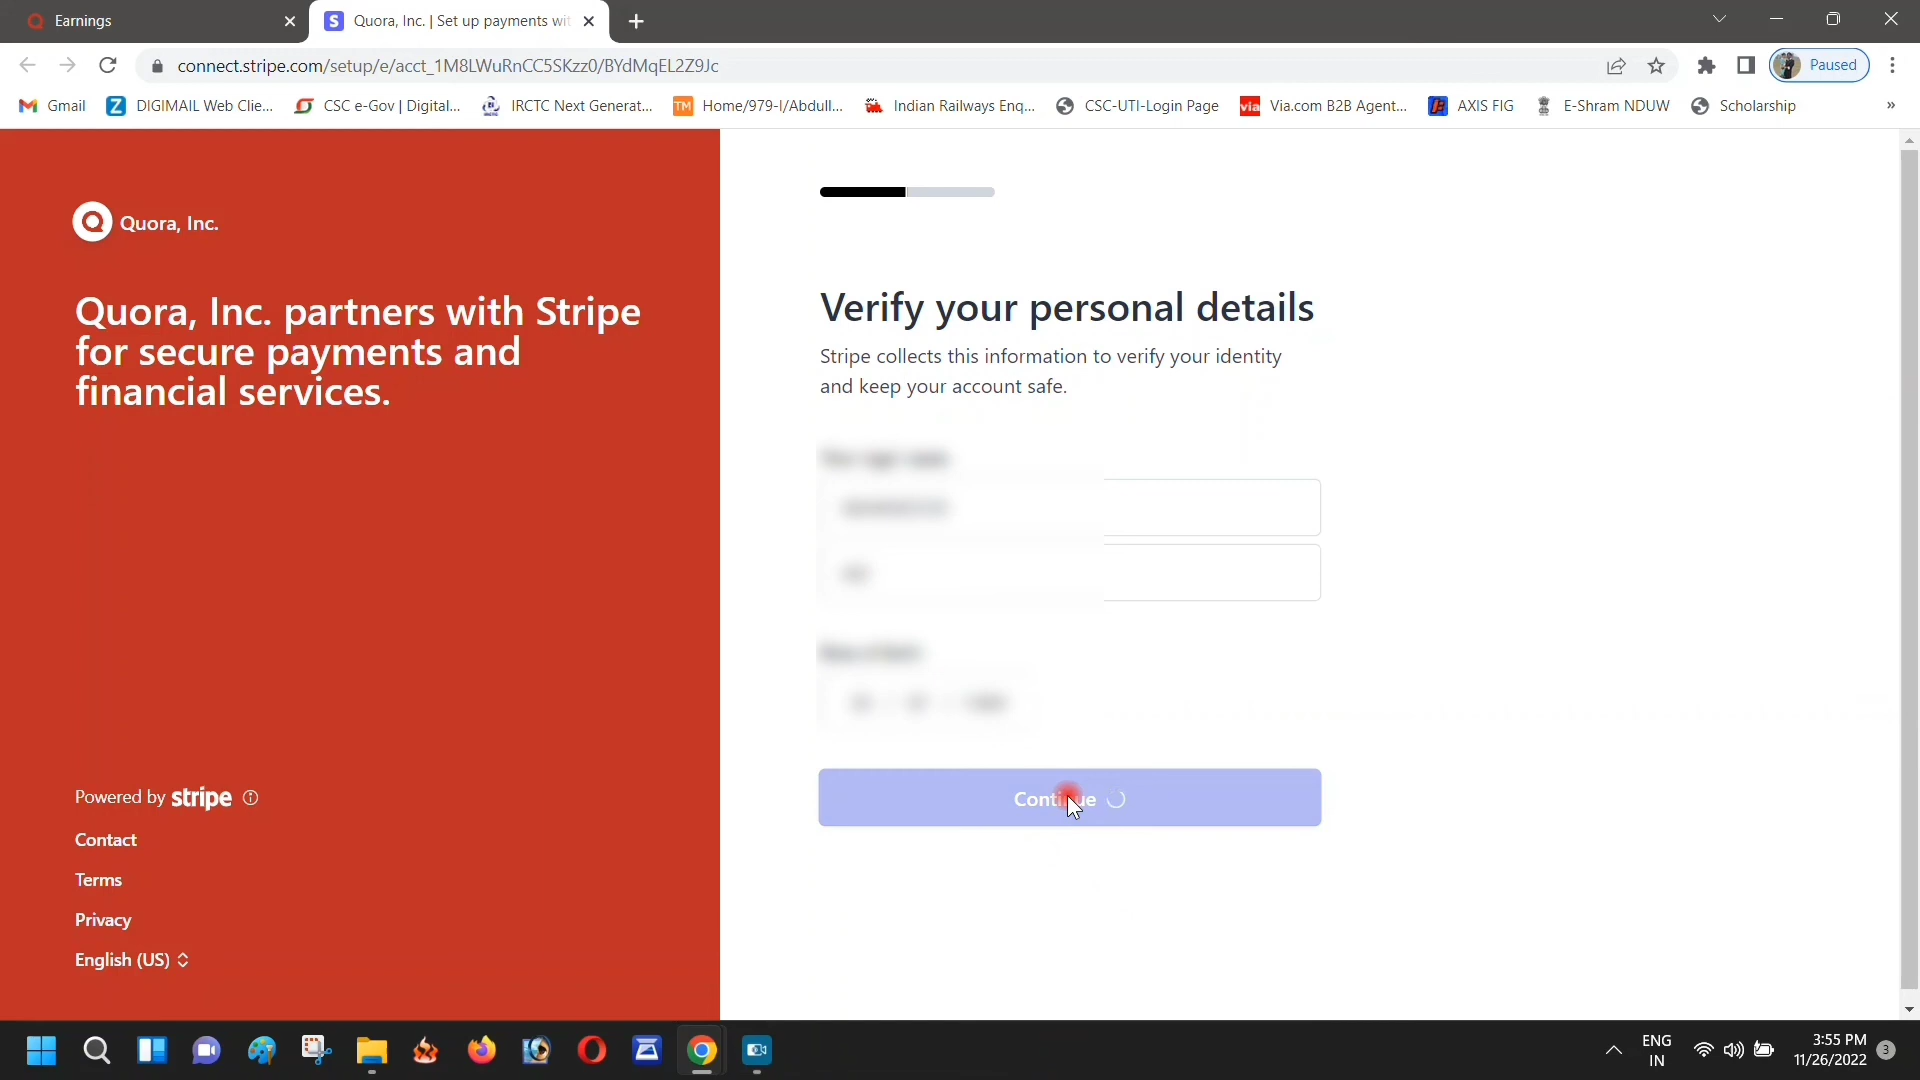 Earnings
Quora, Inc. | Set up payments wit
connect.stripe.com/setup/e/acct_1M8LWuRnCC5SKzz0/BYdMqEL2Z9Jc
Paused
Gmail
DIGIMAIL Web Clie...
CSC e-Gov | Digital...
IRCTC Next Generat...
TM
Home/979-I/Abdull...
Indian Railways Enq...
CSC-UTI-Login Page
via
Via.com B2B Agent...
AXIS FIG
E-Shram NDUW
Scholarship
»
Quora, Inc.
Quora, Inc. partners with Stripe
for secure payments and
financial services.
Powered by stripe
Contact
Terms
Privacy
English (US)
Verify your personal details
Stripe collects this information to verify your identity
and keep your account safe.
Continue
ENG
IN
3:55 PM
11/26/2022
3